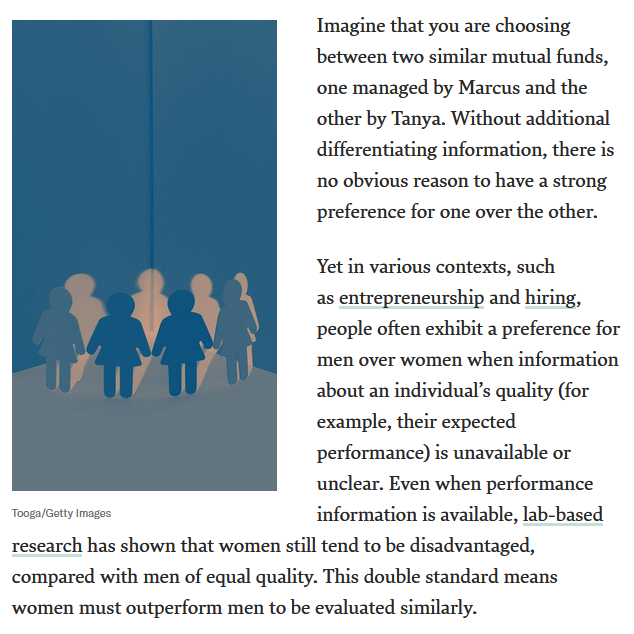 Imagine that you are choosing
between two similar mutual funds,
one managed by Marcus and the
other by Tanya. Without additional
differentiating information, there is
no obvious reason to have a strong
preference for one over the other.
Yet in various contexts, such
as entrepreneurship and hiring,
people often exhibit a preference for
men over women when information
about an individual’s quality (for
example, their expected
performance) is unavailable or
unclear. Even when performance
information is available, lab-based
Tooga/Getty Images
research has shown that women still tend to be disadvantaged,
compared with men of equal quality. This double standard means
women must outperform men to be evaluated similarly.